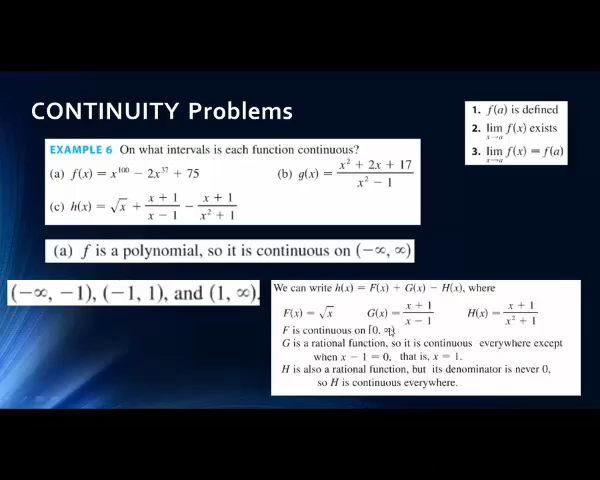 CONTINUITY Problems
1. f(a) is defined
2. lim x→a f(x) exists
3. lim x→a f(x) = f(a)
EXAMPLE 6 On what intervals is each function continuous?
(a) f(x) = x^100 − 2x^37 + 75 (b) g(x) = (x^2 + 2x + 17)/(x^2 − 1)
(c) h(x) = √x + (x + 1)/(x − 1) − (x + 1)/(x^2 + 1)
(a) f is a polynomial, so it is continuous on (−∞, ∞)
(−∞, −1), (−1, 1), and (1, ∞).
We can write h(x) = F(x) + G(x) − H(x), where
F(x) = √x G(x) = (x + 1)/(x − 1) H(x) = (x + 1)/(x^2 + 1)
F is continuous on [0, ∞)
G is a rational function, so it is continuous everywhere except
when x − 1 = 0, that is, x = 1.
H is also a rational function, but its denominator is never 0,
so H is continuous everywhere.